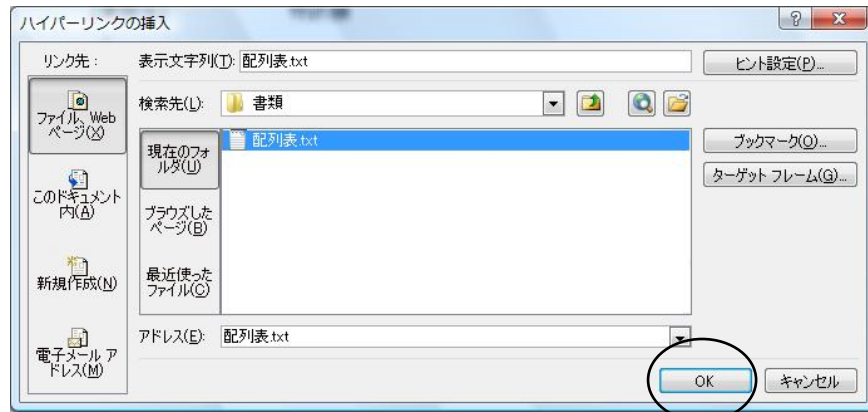 ハイパーリンクの挿入
リンク先：
表示文字列(T): 配列表.txt
ヒント設定(P)...
ファイル、Web
ページ(X)
検索先(L):
書類
現在のフォ
ルダ(U)
配列表.txt
ブックマーク(O)...
ターゲット フレーム(G)...
このドキュメント
内(A)
ブラウズした
ページ(B)
新規作成(N)
最近使った
ファイル(C)
電子メール ア
ドレス(M)
アドレス(E): 配列表.txt
OK
キャンセル